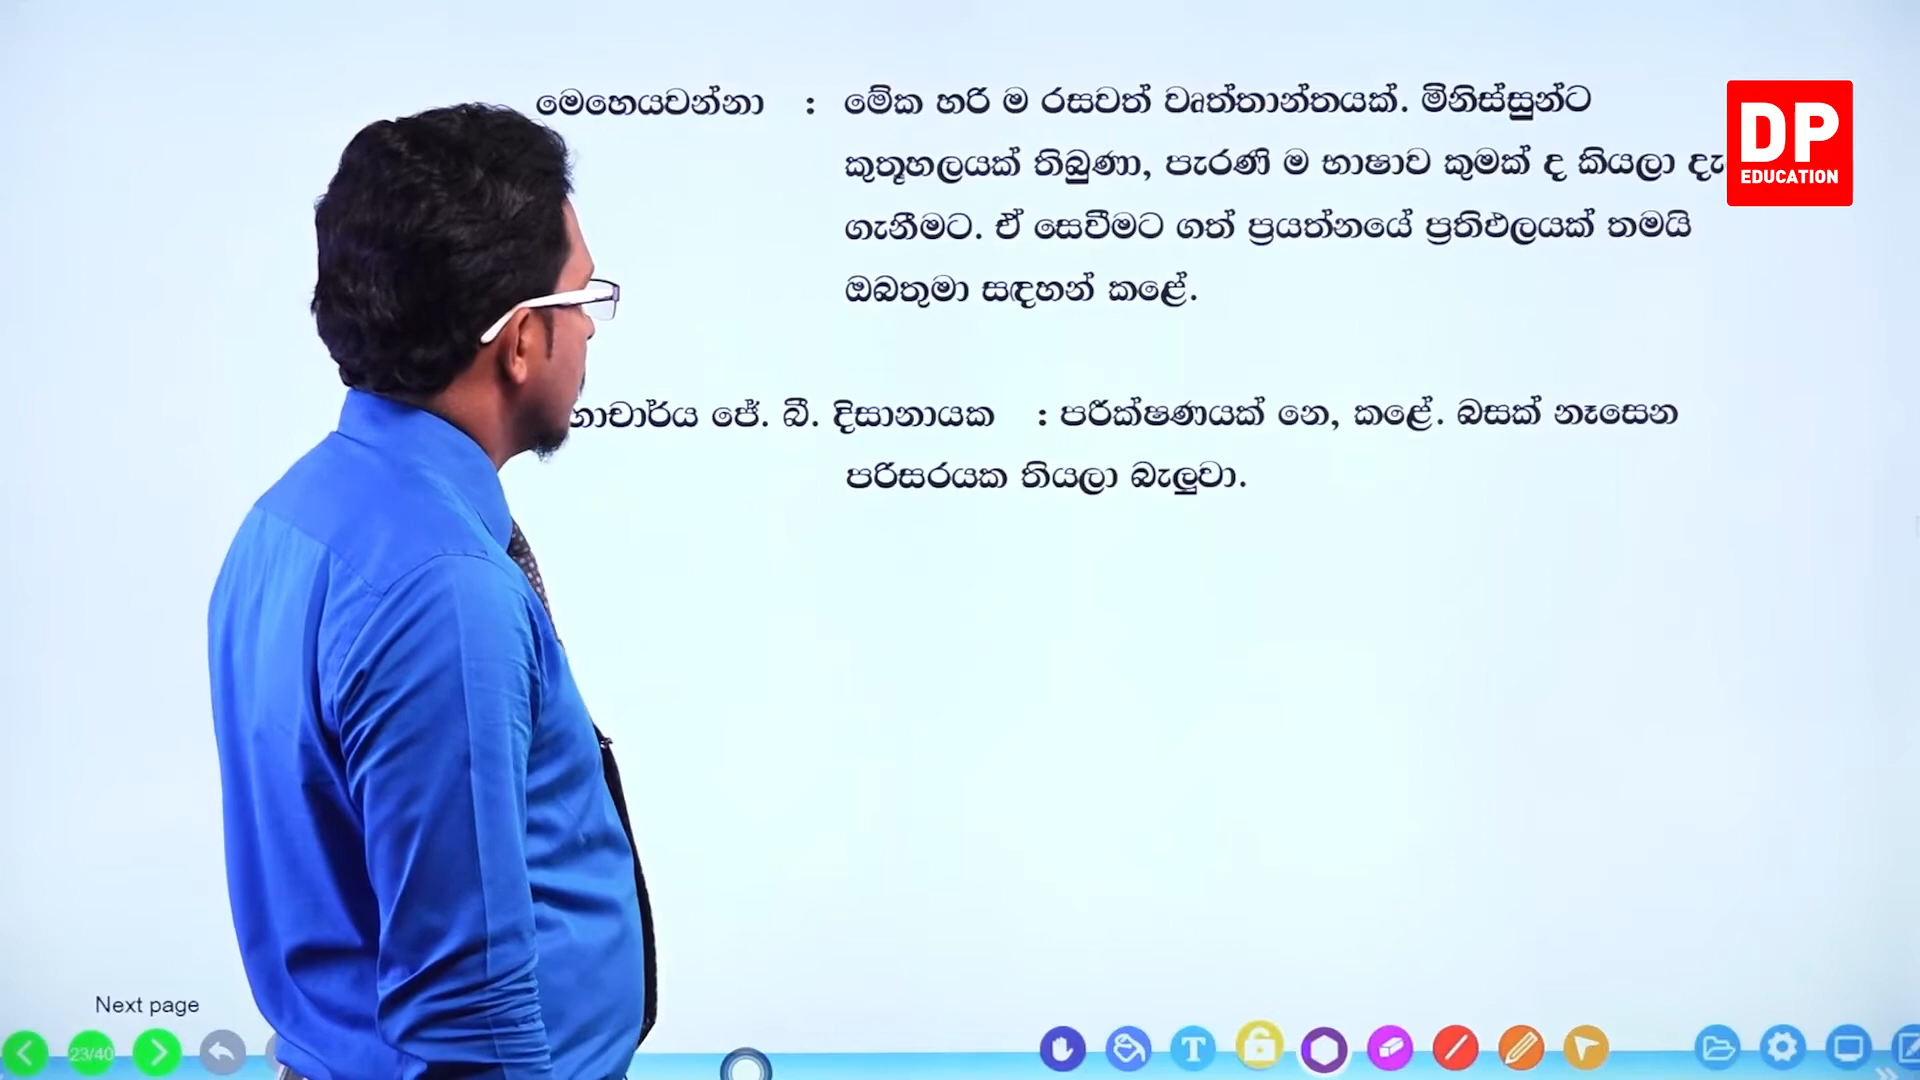 මෙහෙයවන්නා : මේක හරි ම රසවත් වෘත්තාන්තයක්. මිනිස්සුන්ට
කුතූහලයක් තිබුණා, පැරණි ම භාෂාව කුමක් ද කියලා
ගැනීමට. ඒ සෙවීමට ගත් ප්‍රයත්නයේ ප්‍රතිඵලයක් තමයි
ඔබතුමා සඳහන් කළේ.
ජේ. බී. දිසානායක : පරීක්ෂණයක් නෙ, කළේ. බසක් නෑසෙන
පරිසරයක තියලා බැලුවා.
DP
EDUCATION
Next page
23/40
T